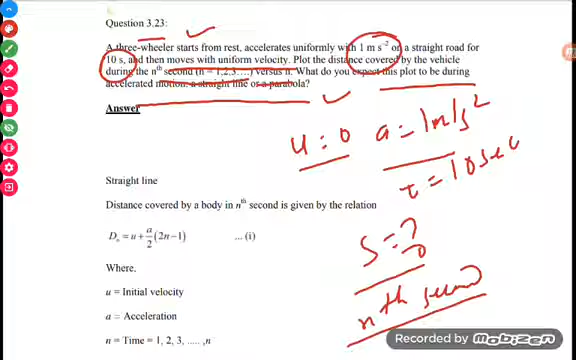 Question 3.23:
A three-wheeler starts from rest, accelerates uniformly with 1 m s⁻² on a straight road for
10 s, and then moves with uniform velocity. Plot the distance covered by the vehicle
during the nᵗʰ second (n = 1,2,3….) versus n. What do you expect this plot to be during
accelerated motion: a straight line or a parabola?
Answer
u = 0 a = 1m/s²
t = 10sec
Straight line
Distance covered by a body in nᵗʰ second is given by the relation
S = ?
Dₙ = u + a/2 (2n − 1) ... (i)
Where,
nth second
u = Initial velocity
a = Acceleration
n = Time = 1, 2, 3, ..... ,n
Recorded by
mobizen